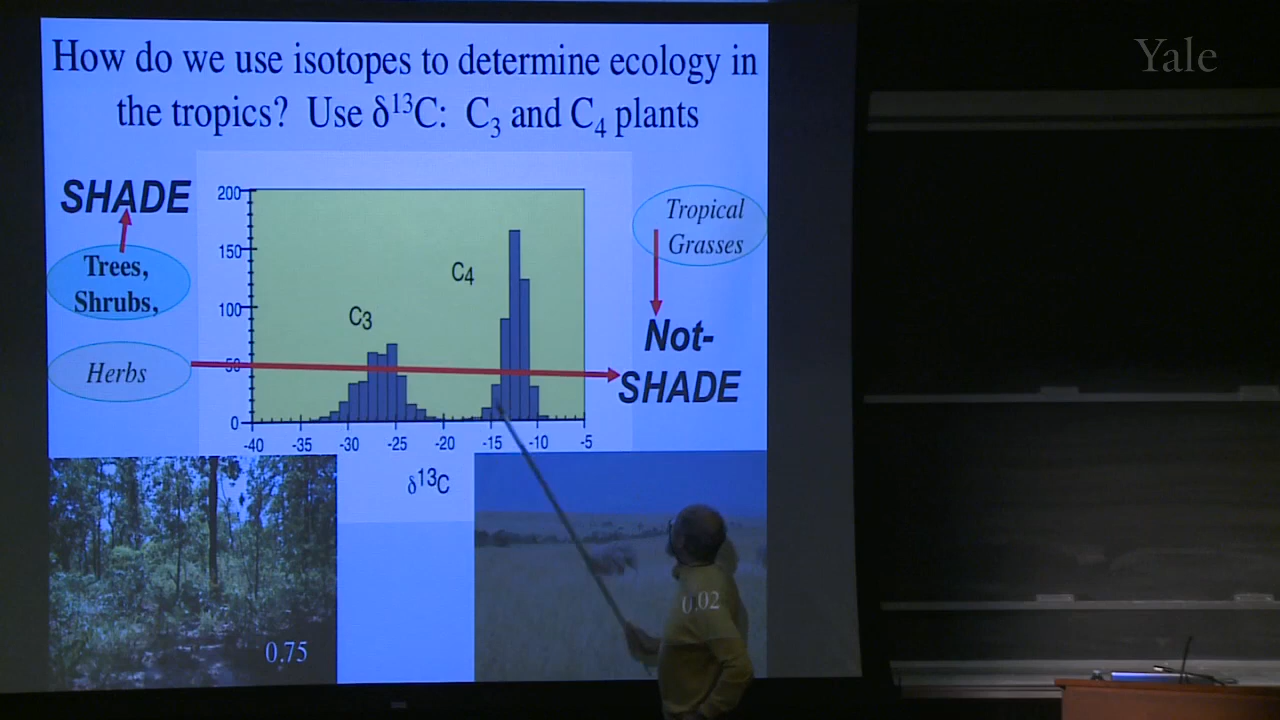 Yale
How do we use isotopes to determine ecology in
the tropics? Use δ¹³C: C₃ and C₄ plants
SHADE
Trees,
Shrubs,
Herbs
200
150
100
50
0
C₃
C₄
-40 -35 -30 -25 -20 -15 -10 -5
δ¹³C
Tropical
Grasses
Not-
SHADE
0.75
0.02